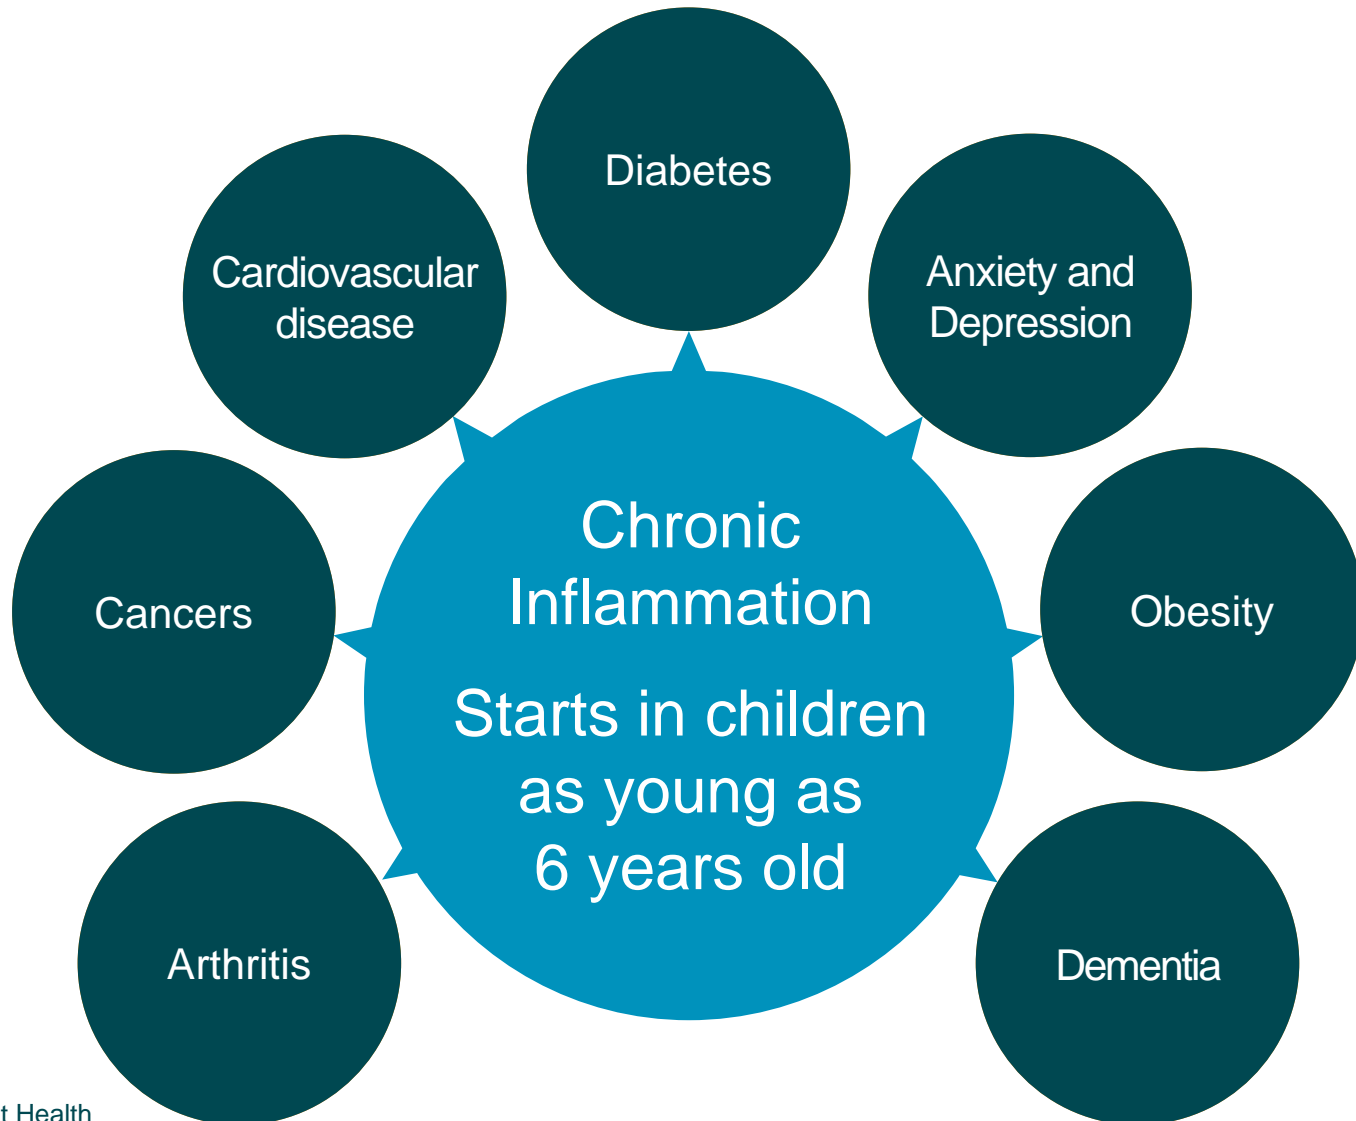 Diabetes
Cardiovascular
disease
Anxiety and
Depression
Chronic
Inflammation
Cancers
Obesity
Starts in children
as young as
6 years old
Arthritis
Dementia
t Health